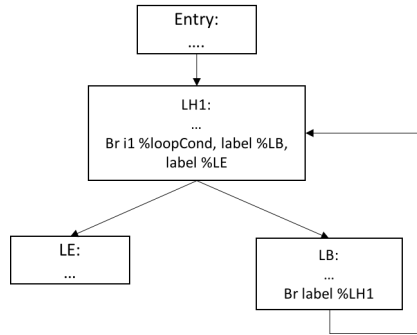 Entry:
....
LH1:
...
Br i1 %loopCond, label %LB,
label %LE
LE:
...
LB:
...
Br label %LH1